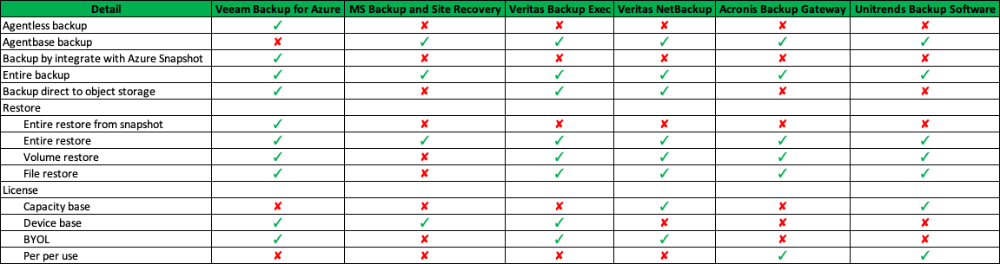 Detail Veeam Backup for Azure MS Backup and Site Recovery Veritas Backup Exec Veritas NetBackup Acronis Backup Gateway Unitrends Backup Software
Agentless backup ✓ ✘ ✘ ✘ ✘ ✘
Agentbase backup ✘ ✓ ✓ ✓ ✓ ✓
Backup by integrate with Azure Snapshot ✓ ✘ ✘ ✘ ✘ ✘
Entire backup ✓ ✓ ✓ ✓ ✓ ✓
Backup direct to object storage ✓ ✘ ✓ ✓ ✘ ✘
Restore
Entire restore from snapshot ✓ ✘ ✘ ✘ ✘ ✘
Entire restore ✓ ✓ ✓ ✓ ✓ ✓
Volume restore ✓ ✘ ✓ ✓ ✓ ✓
File restore ✓ ✘ ✓ ✓ ✓ ✓
License
Capacity base ✘ ✘ ✘ ✓ ✘ ✓
Device base ✓ ✓ ✓ ✘ ✘ ✘
BYOL ✓ ✘ ✓ ✓ ✘ ✘
Per per use ✘ ✘ ✘ ✘ ✓ ✓